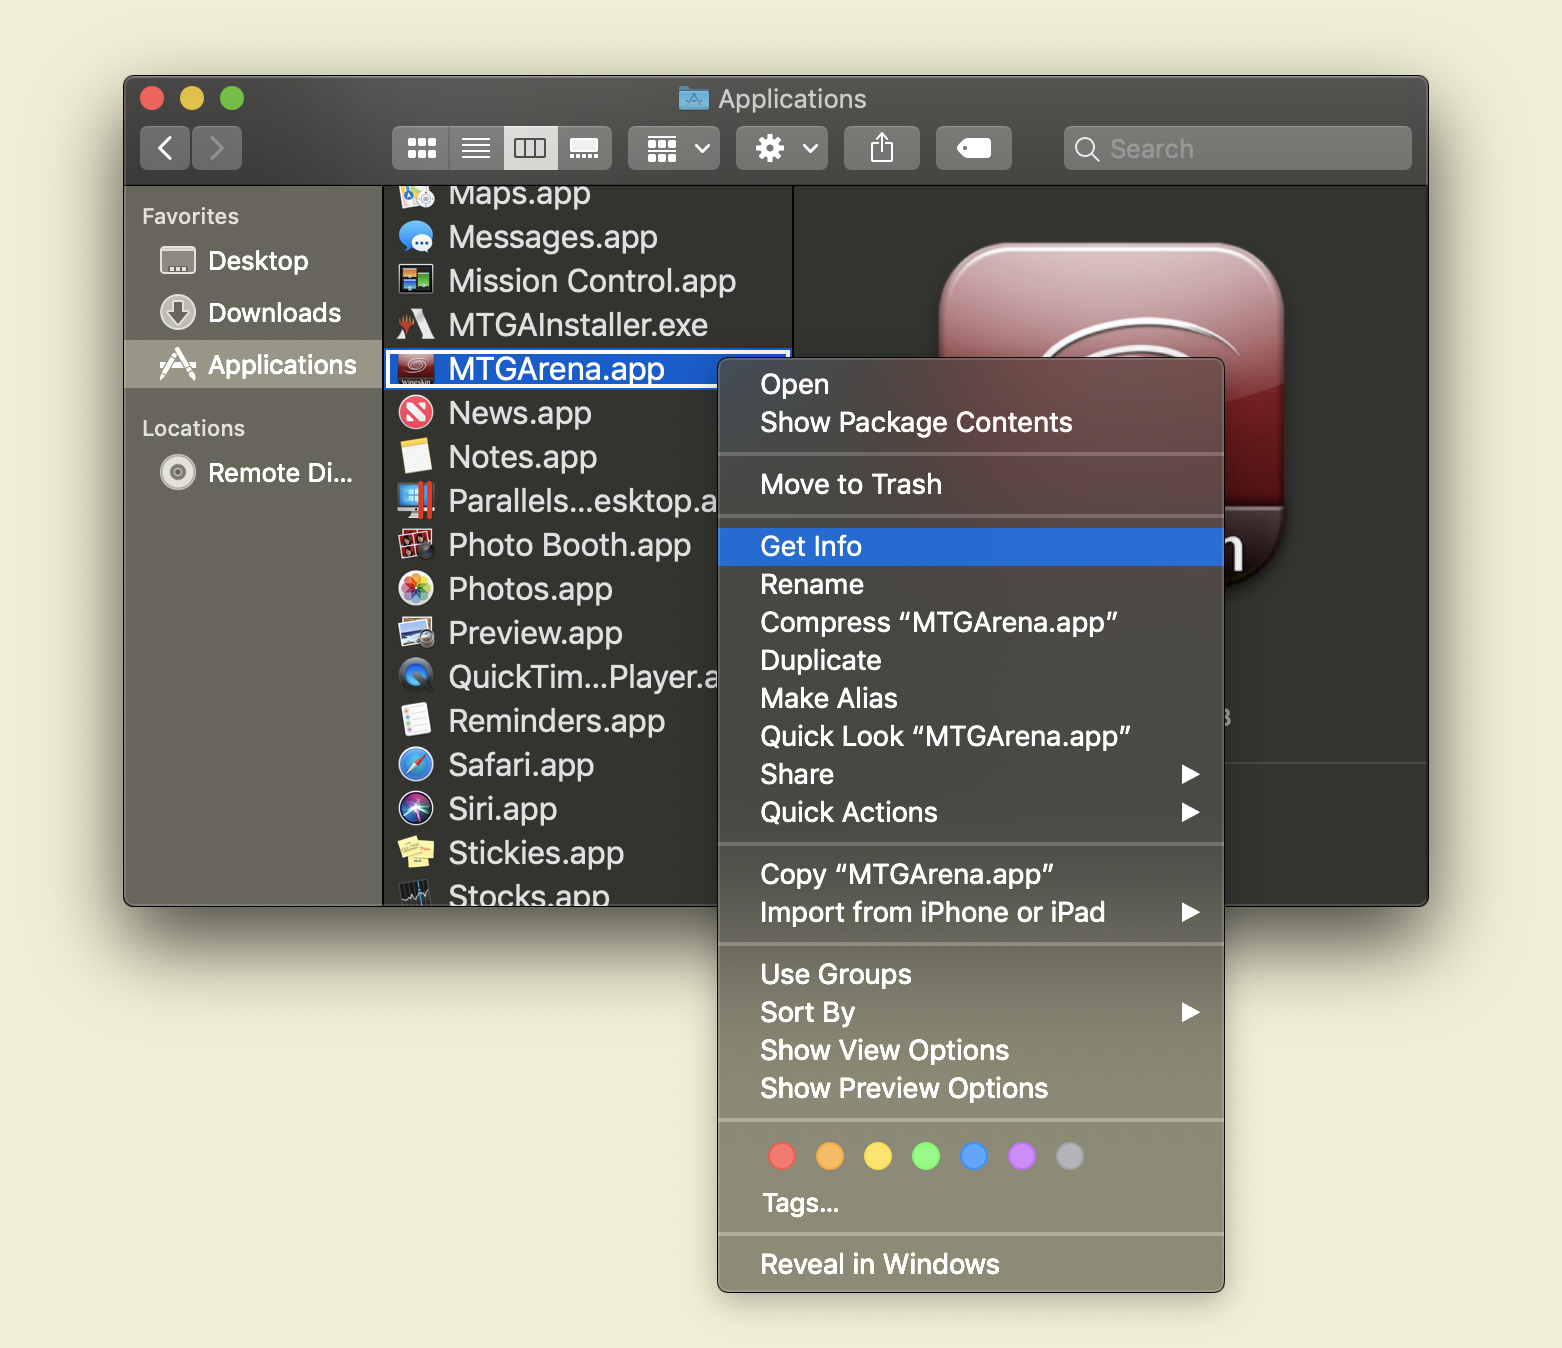 Applications
Search
Favorites
Desktop
Downloads
Applications
Locations
Remote Di...
Maps.app
Messages.app
Mission Control.app
MTGAInstaller.exe
MTGArena.app
News.app
Notes.app
Parallels...esktop.a
Photo Booth.app
Photos.app
Preview.app
QuickTim...Player.a
Reminders.app
Safari.app
Siri.app
Stickies.app
Stocks.app
Open
Show Package Contents
Move to Trash
Get Info
Rename
Compress “MTGArena.app”
Duplicate
Make Alias
Quick Look “MTGArena.app”
Share
Quick Actions
Copy “MTGArena.app”
Import from iPhone or iPad
Use Groups
Sort By
Show View Options
Show Preview Options
Tags...
Reveal in Windows